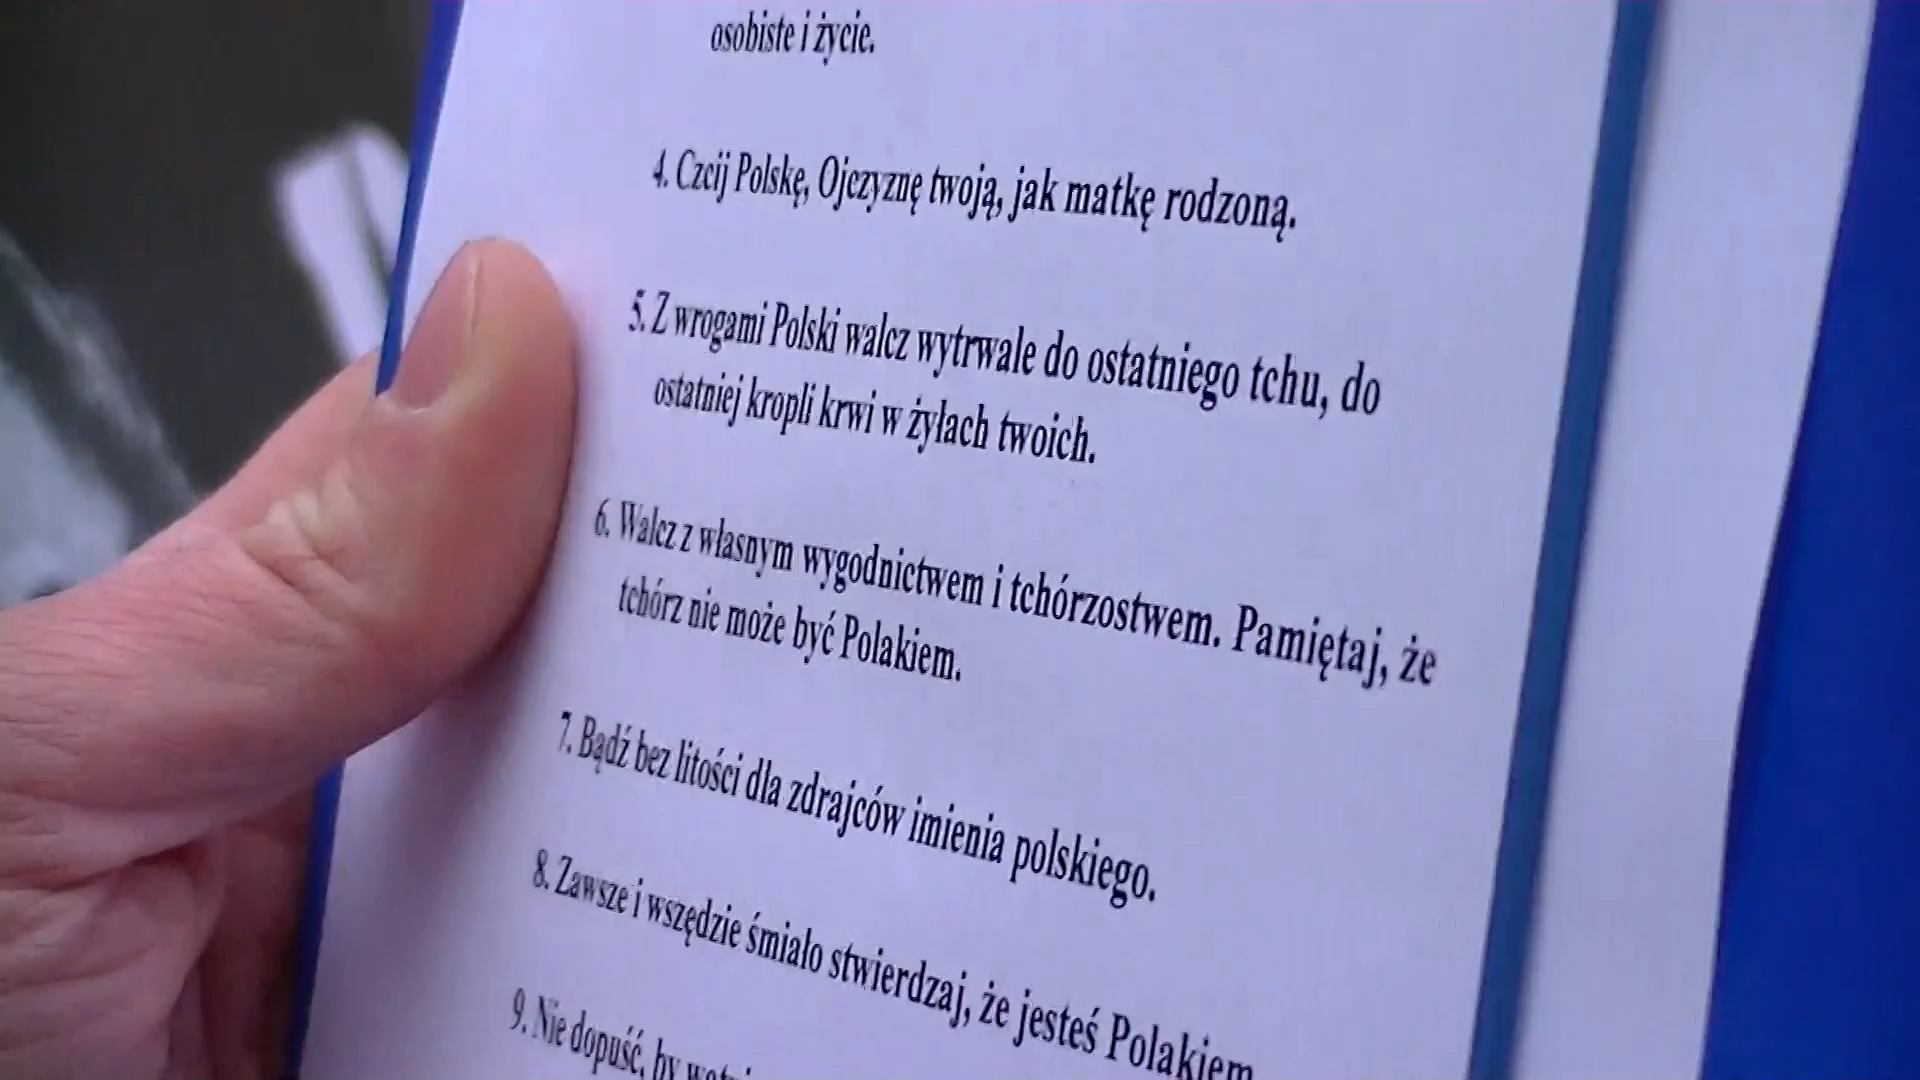 osobiste i życie.
4. Czcij Polskę, Ojczyznę twoją, jak matkę rodzoną.
5. Z wrogami Polski walcz wytrwale do ostatniego tchu, do
ostatniej kropli krwi w żyłach twoich.
6. Walcz z własnym wygodnictwem i tchórzostwem. Pamiętaj, że
tchórz nie może być Polakiem.
7. Bądź bez litości dla zdrajców imienia polskiego.
8. Zawsze i wszędzie śmiało stwierdzaj, że jesteś Polakiem
9. Nie dopuść, by